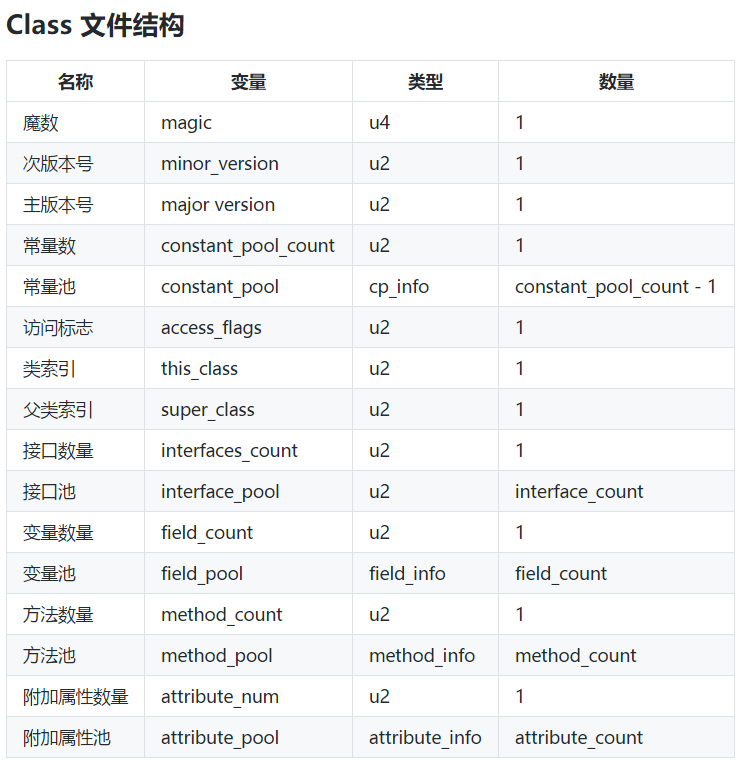 Class 文件结构
名称 变量 类型 数量
魔数 magic u4 1
次版本号 minor_version u2 1
主版本号 major version u2 1
常量数 constant_pool_count u2 1
常量池 constant_pool cp_info constant_pool_count - 1
访问标志 access_flags u2 1
类索引 this_class u2 1
父类索引 super_class u2 1
接口数量 interfaces_count u2 1
接口池 interface_pool u2 interface_count
变量数量 field_count u2 1
变量池 field_pool field_info field_count
方法数量 method_count u2 1
方法池 method_pool method_info method_count
附加属性数量 attribute_num u2 1
附加属性池 attribute_pool attribute_info attribute_count